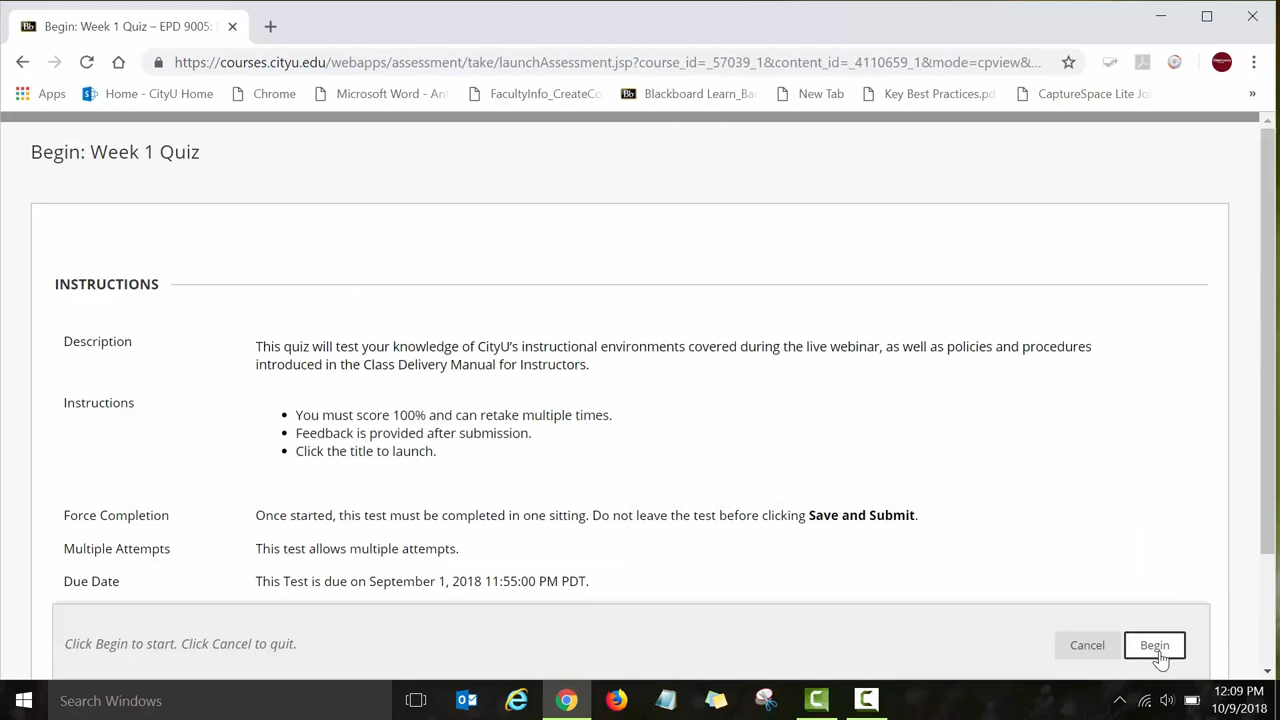 Begin: Week 1 Quiz – EPD 9005:
https://courses.cityu.edu/webapps/assessment/take/launchAssessment.jsp?course_id=_57039_1&content_id=_4110659_1&mode=cpview&...
Apps Home - CityU Home Chrome Microsoft Word - Ant FacultyInfo_CreateCo Blackboard Learn_Ba New Tab Key Best Practices.pd CaptureSpace Lite Jo »
Begin: Week 1 Quiz
INSTRUCTIONS
Description
This quiz will test your knowledge of CityU's instructional environments covered during the live webinar, as well as policies and procedures
introduced in the Class Delivery Manual for Instructors.
Instructions
• You must score 100% and can retake multiple times.
• Feedback is provided after submission.
• Click the title to launch.
Force Completion Once started, this test must be completed in one sitting. Do not leave the test before clicking Save and Submit.
Multiple Attempts This test allows multiple attempts.
Due Date This Test is due on September 1, 2018 11:55:00 PM PDT.
Click Begin to start. Click Cancel to quit. Cancel Begin
Search Windows
12:09 PM
10/9/2018